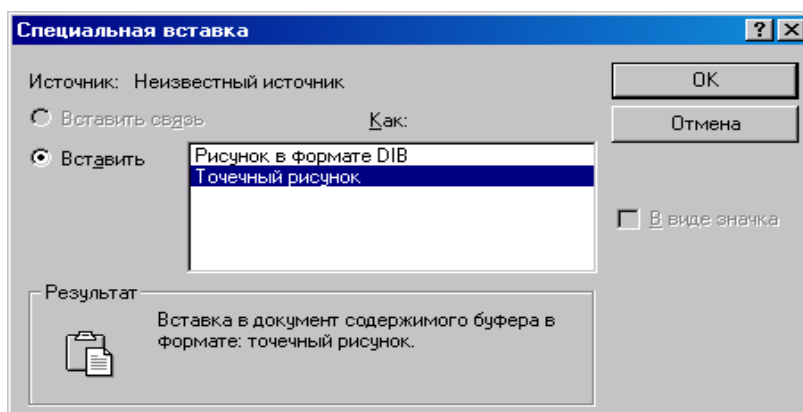 Специальная вставка
Источник: Неизвестный источник
OK
Вставить связь
Как:
Отмена
Вставить
Рисунок в формате DIB
Точечный рисунок
В виде значка
Результат
Вставка в документ содержимого буфера в
формате: точечный рисунок.